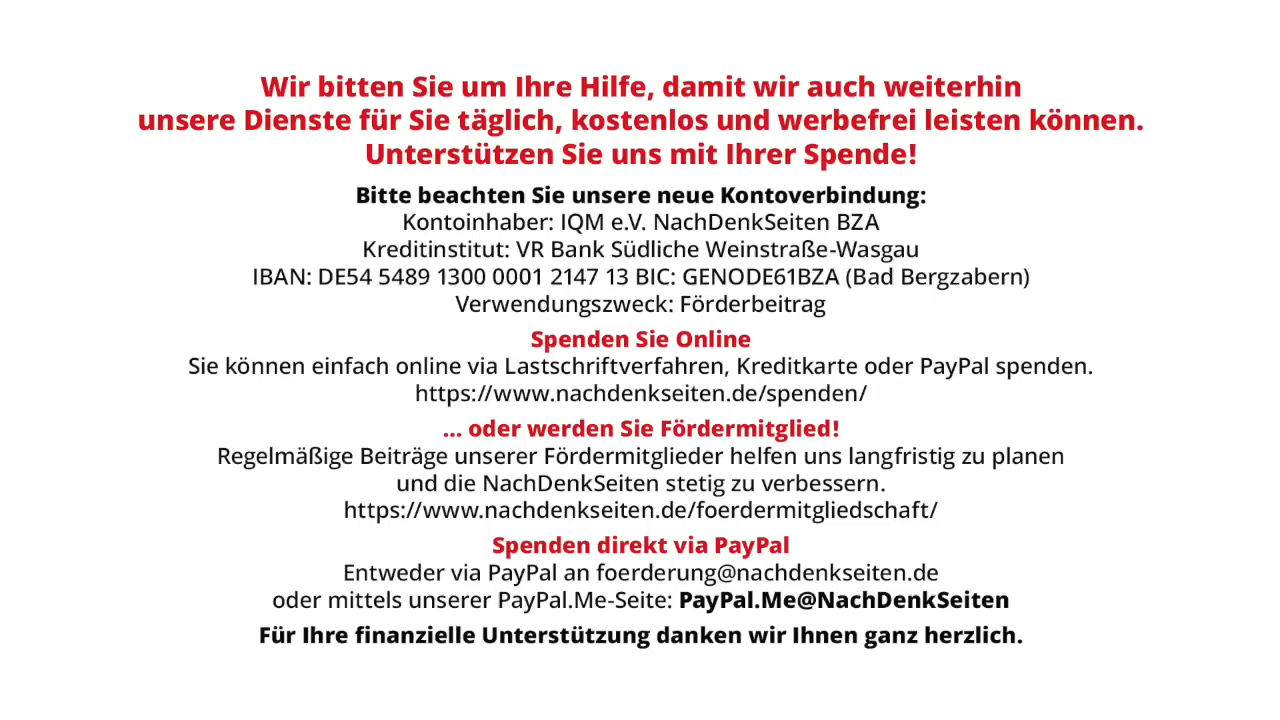 Wir bitten Sie um Ihre Hilfe, damit wir auch weiterhin
unsere Dienste für Sie täglich, kostenlos und werbefrei leisten können.
Unterstützen Sie uns mit Ihrer Spende!
Bitte beachten Sie unsere neue Kontoverbindung:
Kontoinhaber: IQM e.V. NachDenkSeiten BZA
Kreditinstitut: VR Bank Südliche Weinstraße-Wasgau
IBAN: DE54 5489 1300 0001 2147 13 BIC: GENODE61BZA (Bad Bergzabern)
Verwendungszweck: Förderbeitrag
Spenden Sie Online
Sie können einfach online via Lastschriftverfahren, Kreditkarte oder PayPal spenden.
https://www.nachdenkseiten.de/spenden/
... oder werden Sie Fördermitglied!
Regelmäßige Beiträge unserer Fördermitglieder helfen uns langfristig zu planen
und die NachDenkSeiten stetig zu verbessern.
https://www.nachdenkseiten.de/foerdermitgliedschaft/
Spenden direkt via PayPal
Entweder via PayPal an foerderung@nachdenkseiten.de
oder mittels unserer PayPal.Me-Seite: PayPal.Me@NachDenkSeiten
Für Ihre finanzielle Unterstützung danken wir Ihnen ganz herzlich.